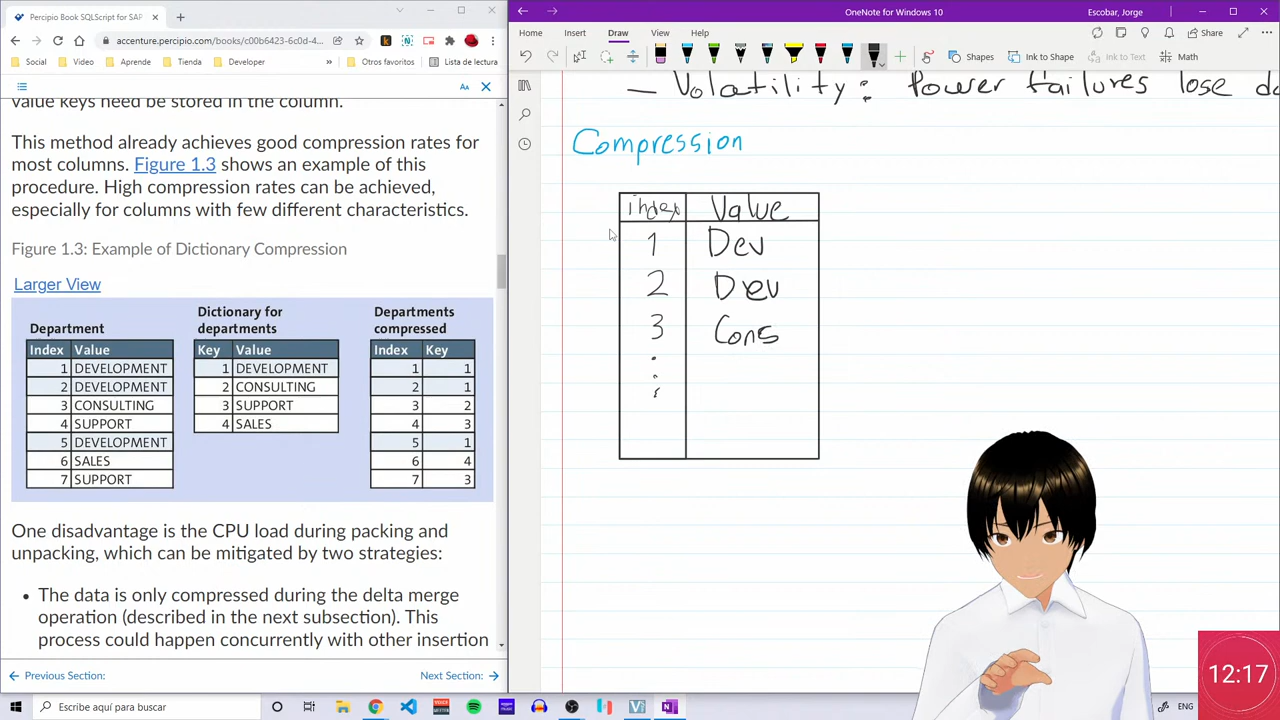 Percipio Book SQLScript for SAP
accenture.percipio.com/books/c00b6423-6c0d-4...
Social
Video
Aprende
Tienda
Developer
»
Otros favoritos
Lista de lectura
value keys need be stored in the column.
This method already achieves good compression rates for
most columns. Figure 1.3 shows an example of this
procedure. High compression rates can be achieved,
especially for columns with few different characteristics.
Figure 1.3: Example of Dictionary Compression
Larger View
Department
Index Value
1 DEVELOPMENT
2 DEVELOPMENT
3 CONSULTING
4 SUPPORT
5 DEVELOPMENT
6 SALES
7 SUPPORT
Dictionary for
departments
Key Value
1 DEVELOPMENT
2 CONSULTING
3 SUPPORT
4 SALES
Departments
compressed
Index Key
1 1
2 1
3 2
4 3
5 1
6 4
7 3
One disadvantage is the CPU load during packing and
unpacking, which can be mitigated by two strategies:
• The data is only compressed during the delta merge
operation (described in the next subsection). This
process could happen concurrently with other insertion
Previous Section:
Next Section:
OneNote for Windows 10
Escobar, Jorge
Home Insert Draw View Help
Share
Shapes
Ink to Shape
Ink to Text
Math
- Volatility: Power failures lose da
Compression
index Value
1 Dev
2 Dev
3 Cons
12:17
Escribe aquí para buscar
ENG